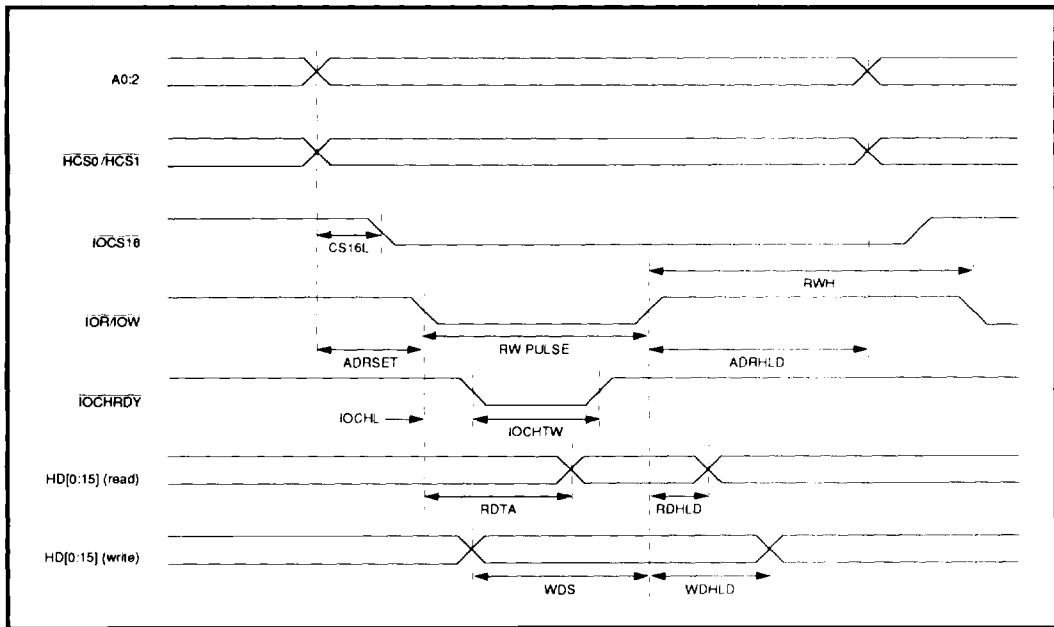 A0:2
HCS0/HCS1
IOCS16
CS16L
RWH
IOR/IOW
ADRSET
RW PULSE
ADRHLD
IOCHRDY
IOCHL
IOCHTW
HD[0:15] (read)
RDTA
RDHLD
HD[0:15] (write)
WDS
WDHLD